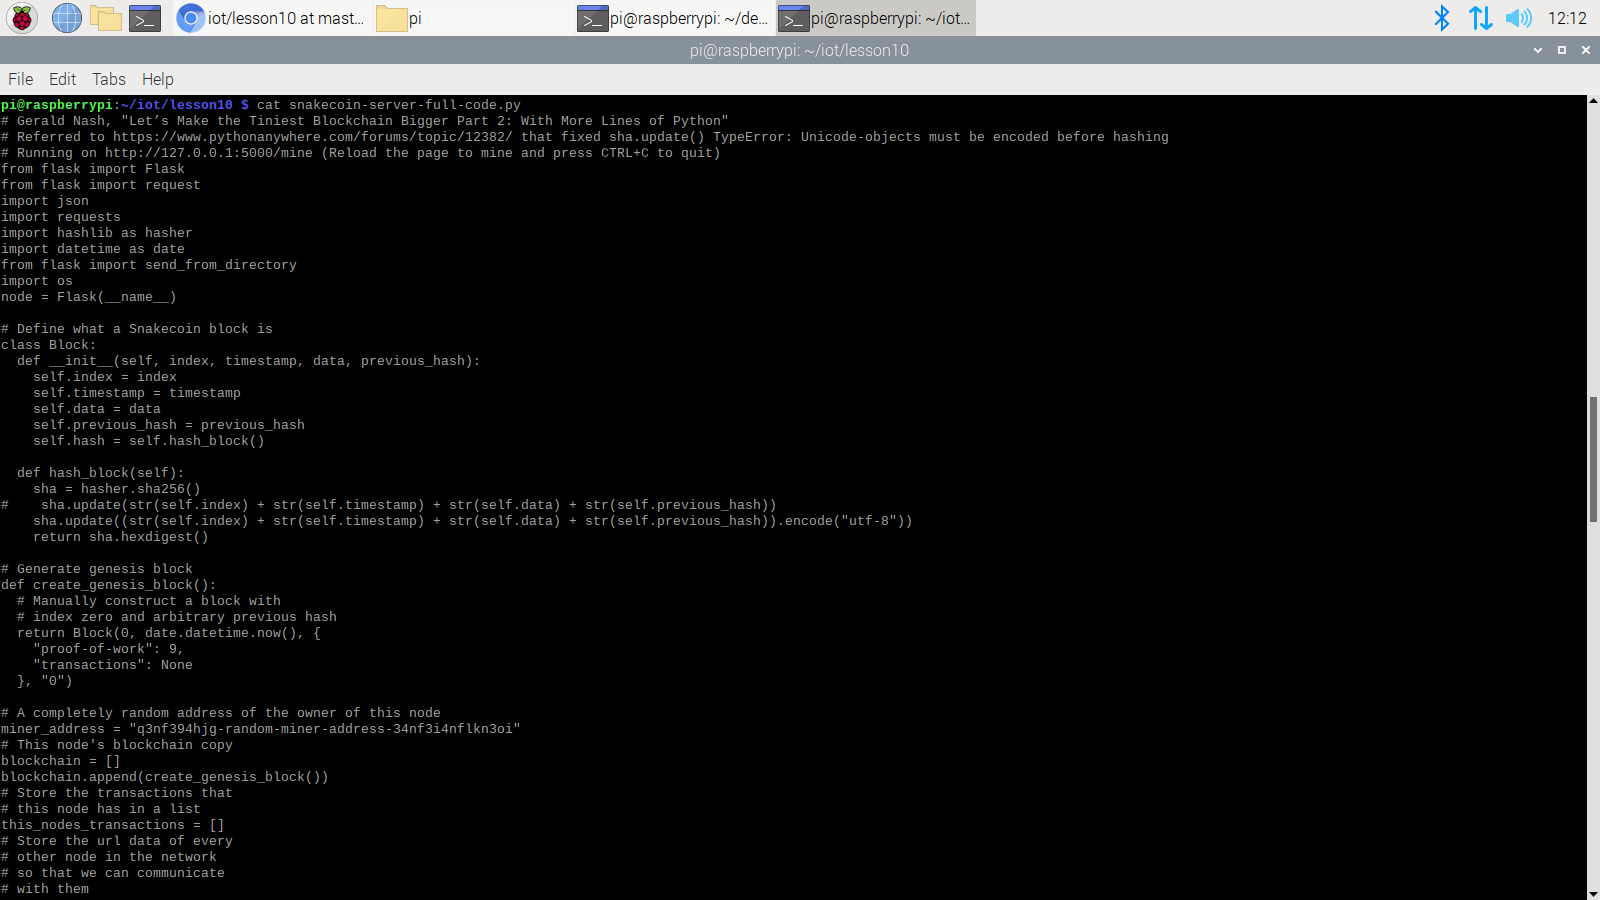 iot/lesson10 at mast...
pi
pi@raspberrypi: ~/de...
pi@raspberrypi: ~/iot...
12:12
pi@raspberrypi: ~/iot/lesson10
File Edit Tabs Help
pi@raspberrypi:~/iot/lesson10 $ cat snakecoin-server-full-code.py
# Gerald Nash, "Let’s Make the Tiniest Blockchain Bigger Part 2: With More Lines of Python"
# Referred to https://www.pythonanywhere.com/forums/topic/12382/ that fixed sha.update() TypeError: Unicode-objects must be encoded before hashing
# Running on http://127.0.0.1:5000/mine (Reload the page to mine and press CTRL+C to quit)
from flask import Flask
from flask import request
import json
import requests
import hashlib as hasher
import datetime as date
from flask import send_from_directory
import os
node = Flask(__name__)

# Define what a Snakecoin block is
class Block:
  def __init__(self, index, timestamp, data, previous_hash):
    self.index = index
    self.timestamp = timestamp
    self.data = data
    self.previous_hash = previous_hash
    self.hash = self.hash_block()

  def hash_block(self):
    sha = hasher.sha256()
#    sha.update(str(self.index) + str(self.timestamp) + str(self.data) + str(self.previous_hash))
    sha.update((str(self.index) + str(self.timestamp) + str(self.data) + str(self.previous_hash)).encode("utf-8"))
    return sha.hexdigest()

# Generate genesis block
def create_genesis_block():
  # Manually construct a block with
  # index zero and arbitrary previous hash
  return Block(0, date.datetime.now(), {
    "proof-of-work": 9,
    "transactions": None
  }, "0")

# A completely random address of the owner of this node
miner_address = "q3nf394hjg-random-miner-address-34nf3i4nflkn3oi"
# This node's blockchain copy
blockchain = []
blockchain.append(create_genesis_block())
# Store the transactions that
# this node has in a list
this_nodes_transactions = []
# Store the url data of every
# other node in the network
# so that we can communicate
# with them